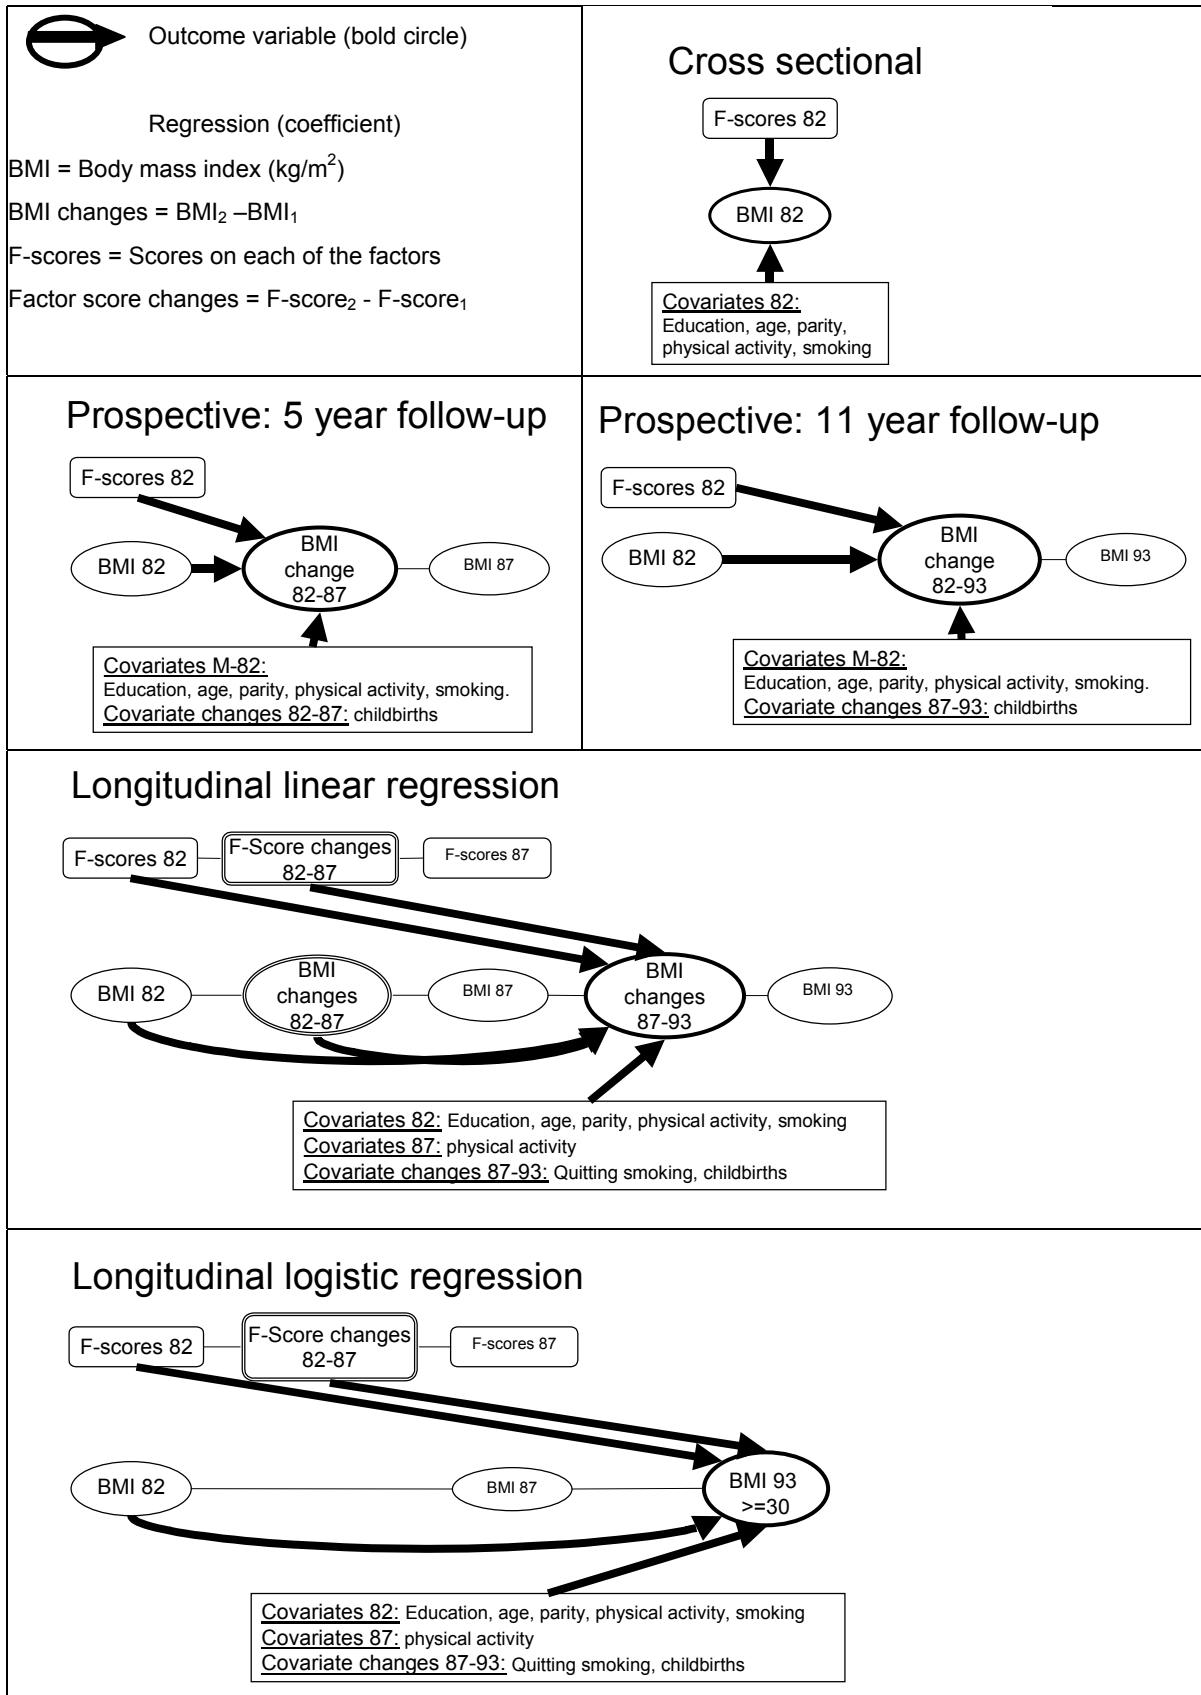 Outcome variable (bold circle)
Regression (coefficient)
BMI = Body mass index (kg/m²)
BMI changes = BMI₂ –BMI₁
F-scores = Scores on each of the factors
Factor score changes = F-score₂ - F-score₁
Cross sectional
F-scores 82
BMI 82
Covariates 82:
Education, age, parity,
physical activity, smoking
Prospective: 5 year follow-up
F-scores 82
BMI 82
BMI
change
82-87
BMI 87
Covariates M-82:
Education, age, parity, physical activity, smoking.
Covariate changes 82-87: childbirths
Prospective: 11 year follow-up
F-scores 82
BMI 82
BMI
change
82-93
BMI 93
Covariates M-82:
Education, age, parity, physical activity, smoking.
Covariate changes 87-93: childbirths
Longitudinal linear regression
F-scores 82
F-Score changes
82-87
F-scores 87
BMI 82
BMI
changes
82-87
BMI 87
BMI
changes
87-93
BMI 93
Covariates 82: Education, age, parity, physical activity, smoking
Covariates 87: physical activity
Covariate changes 87-93: Quitting smoking, childbirths
Longitudinal logistic regression
F-scores 82
F-Score changes
82-87
F-scores 87
BMI 82
BMI 87
BMI 93
>=30
Covariates 82: Education, age, parity, physical activity, smoking
Covariates 87: physical activity
Covariate changes 87-93: Quitting smoking, childbirths